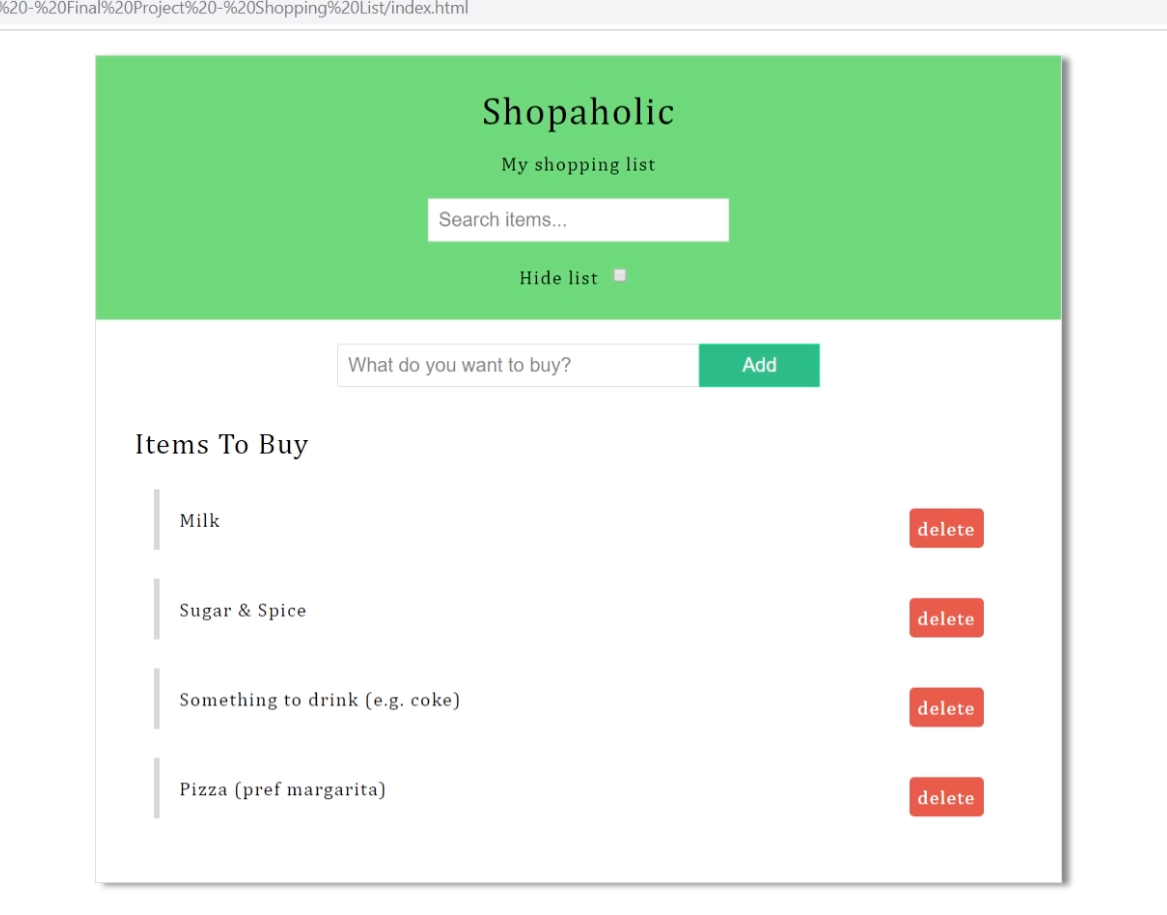 %20-%20Final%20Project%20-%20Shopping%20List/index.html
Shopaholic
My shopping list
Search items...
Hide list
What do you want to buy? Add
Items To Buy
Milk delete
Sugar & Spice delete
Something to drink (e.g. coke) delete
Pizza (pref margarita) delete